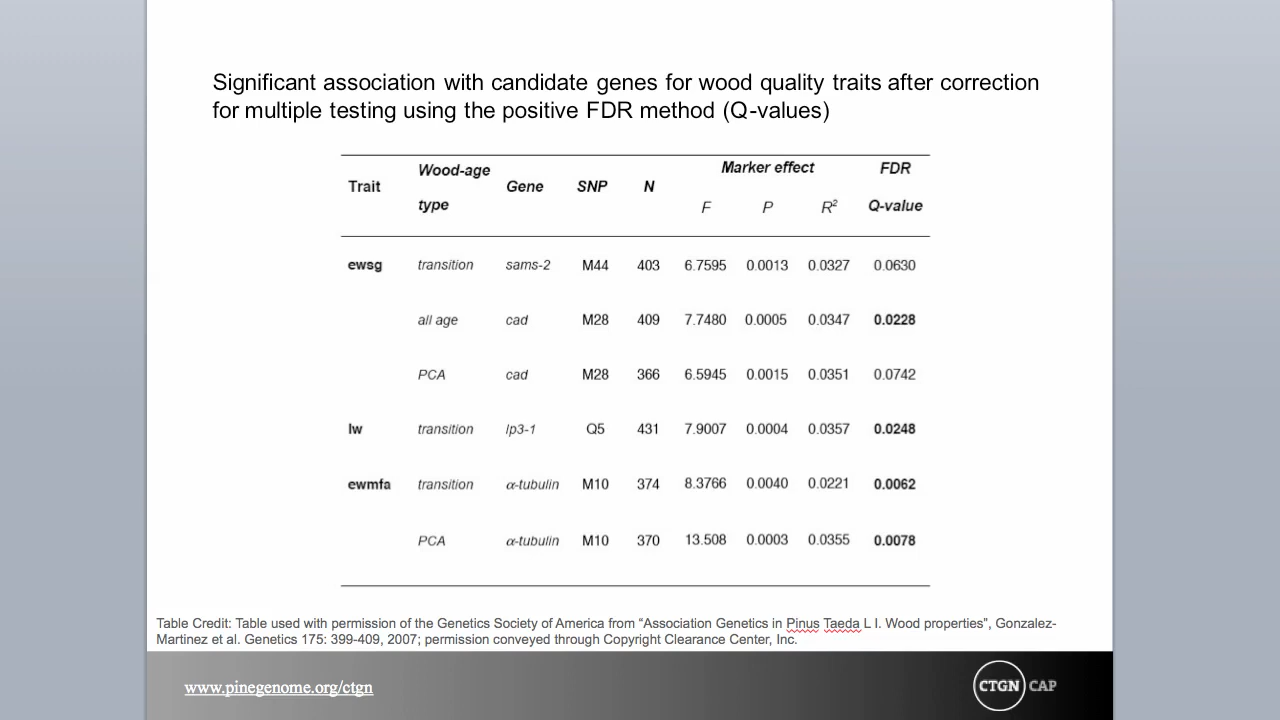 Significant association with candidate genes for wood quality traits after correction
for multiple testing using the positive FDR method (Q-values)
Trait Wood-age type Gene SNP N Marker effect F P R² FDR Q-value
ewsg transition sams-2 M44 403 6.7595 0.0013 0.0327 0.0630
all age cad M28 409 7.7480 0.0005 0.0347 0.0228
PCA cad M28 366 6.5945 0.0015 0.0351 0.0742
lw transition lp3-1 Q5 431 7.9007 0.0004 0.0357 0.0248
ewmfa transition α-tubulin M10 374 8.3766 0.0040 0.0221 0.0062
PCA α-tubulin M10 370 13.508 0.0003 0.0355 0.0078
Table Credit: Table used with permission of the Genetics Society of America from “Association Genetics in Pinus Taeda L I. Wood properties”, Gonzalez-
Martinez et al. Genetics 175: 399-409, 2007; permission conveyed through Copyright Clearance Center, Inc.
www.pinegenome.org/ctgn
CTGN CAP